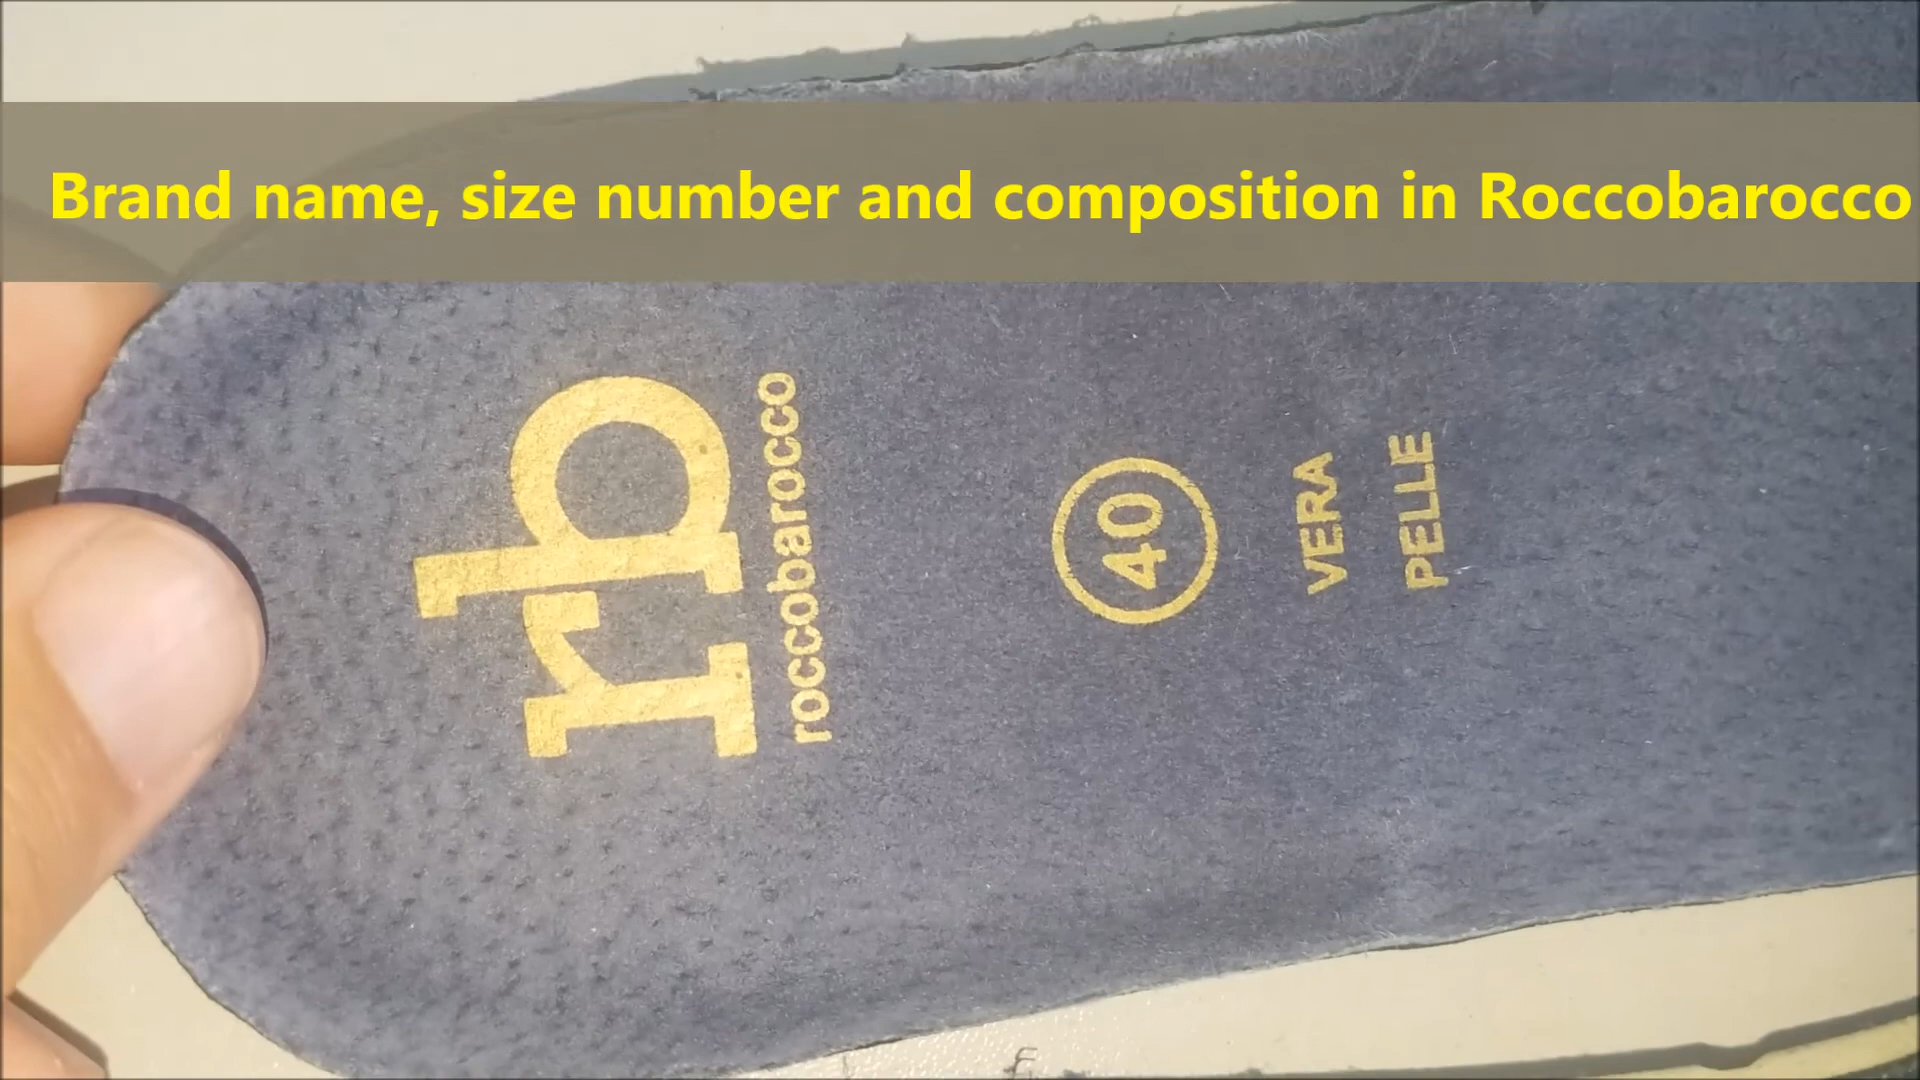 Brand name, size number and composition in Roccobarocco
rb
roccobarocco
40
VERA
PELLE